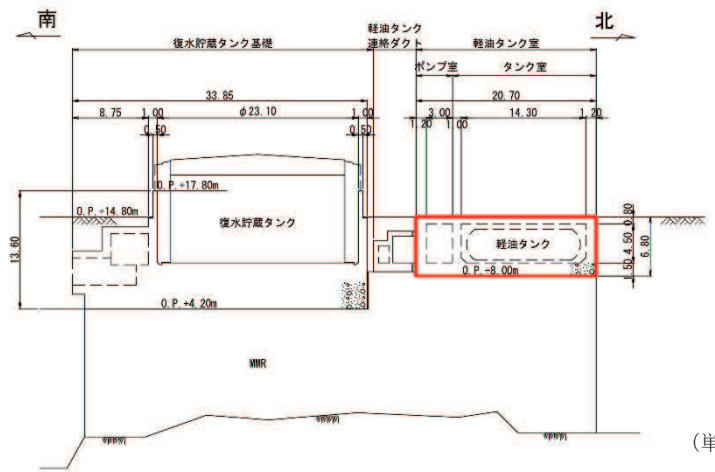 南
北
復水貯蔵タンク基礎
軽油タンク
連絡ダクト
軽油タンク室
ポンプ室
タンク室
33.85
20.70
8.75
1.00
φ23.10
1.00
3.00
14.30
1.20
0.50
0.50
1.20
1.00
O.P.+17.80m
O.P.+14.80m
0.80
復水貯蔵タンク
軽油タンク
13.60
4.50
6.80
O.P.-8.00m
1.50
O.P.+4.20m
MMR
(単